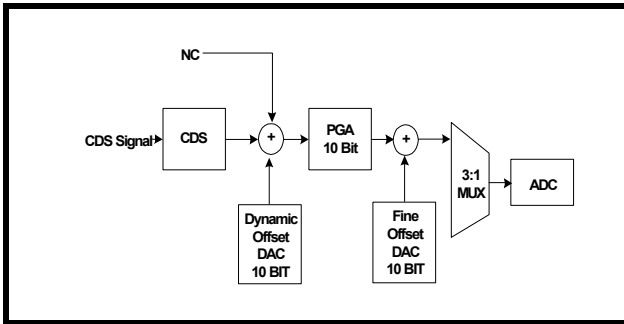 NC
CDS Signal
CDS
+
PGA
10 Bit
+
3:1
MUX
ADC
Dynamic
Offset
DAC
10 BIT
Fine
Offset
DAC
10 BIT